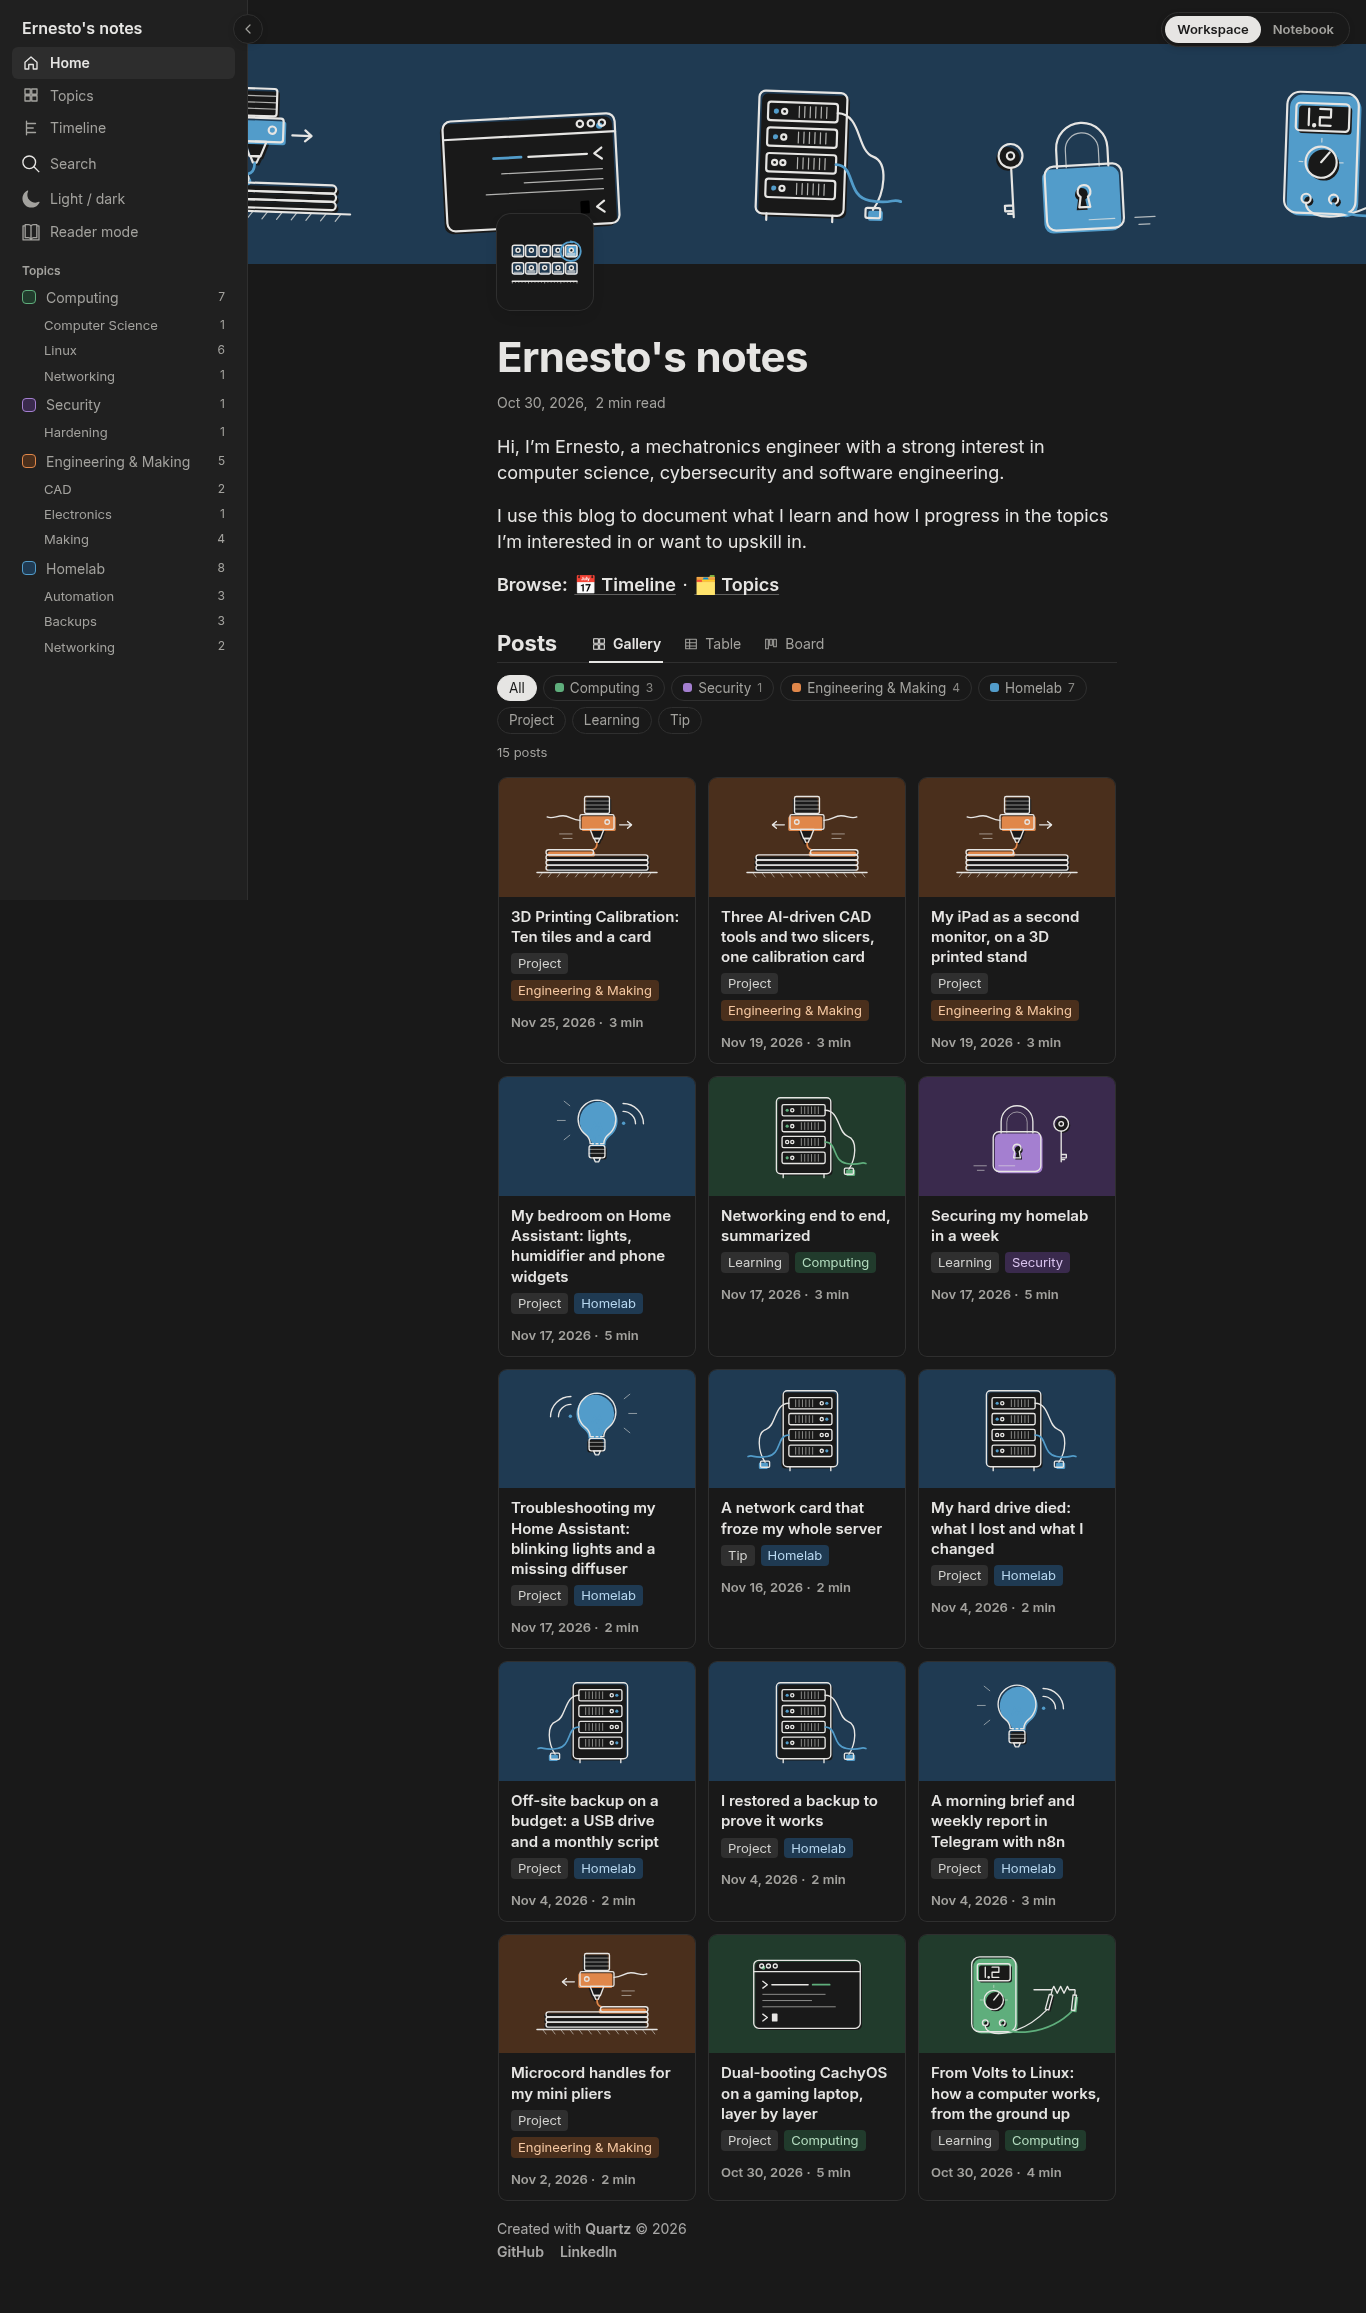 Ernesto's notes
Home
Topics
Timeline
Search
Light / dark
Reader mode
Topics
Computing 7
Computer Science 1
Linux 6
Networking 1
Security 1
Hardening 1
Engineering & Making 5
CAD 2
Electronics 1
Making 4
Homelab 8
Automation 3
Backups 3
Networking 2
Workspace Notebook
1.2
Ernesto's notes
Oct 30, 2026, 2 min read
Hi, I’m Ernesto, a mechatronics engineer with a strong interest in
computer science, cybersecurity and software engineering.
I use this blog to document what I learn and how I progress in the topics
I’m interested in or want to upskill in.
Browse: 📅 Timeline · 🗂️ Topics
Posts Gallery Table Board
All Computing 3 Security 1 Engineering & Making 4 Homelab 7
Project Learning Tip
15 posts
3D Printing Calibration:
Ten tiles and a card
Project
Engineering & Making
Nov 25, 2026 · 3 min
Three AI-driven CAD
tools and two slicers,
one calibration card
Project
Engineering & Making
Nov 19, 2026 · 3 min
My iPad as a second
monitor, on a 3D
printed stand
Project
Engineering & Making
Nov 19, 2026 · 3 min
My bedroom on Home
Assistant: lights,
humidifier and phone
widgets
Project Homelab
Nov 17, 2026 · 5 min
Networking end to end,
summarized
Learning Computing
Nov 17, 2026 · 3 min
Securing my homelab
in a week
Learning Security
Nov 17, 2026 · 5 min
Troubleshooting my
Home Assistant:
blinking lights and a
missing diffuser
Project Homelab
Nov 17, 2026 · 2 min
A network card that
froze my whole server
Tip Homelab
Nov 16, 2026 · 2 min
My hard drive died:
what I lost and what I
changed
Project Homelab
Nov 4, 2026 · 2 min
Off-site backup on a
budget: a USB drive
and a monthly script
Project Homelab
Nov 4, 2026 · 2 min
I restored a backup to
prove it works
Project Homelab
Nov 4, 2026 · 2 min
A morning brief and
weekly report in
Telegram with n8n
Project Homelab
Nov 4, 2026 · 3 min
Microcord handles for
my mini pliers
Project
Engineering & Making
Nov 2, 2026 · 2 min
Dual-booting CachyOS
on a gaming laptop,
layer by layer
Project Computing
Oct 30, 2026 · 5 min
1.2
From Volts to Linux:
how a computer works,
from the ground up
Learning Computing
Oct 30, 2026 · 4 min
Created with Quartz © 2026
GitHub LinkedIn